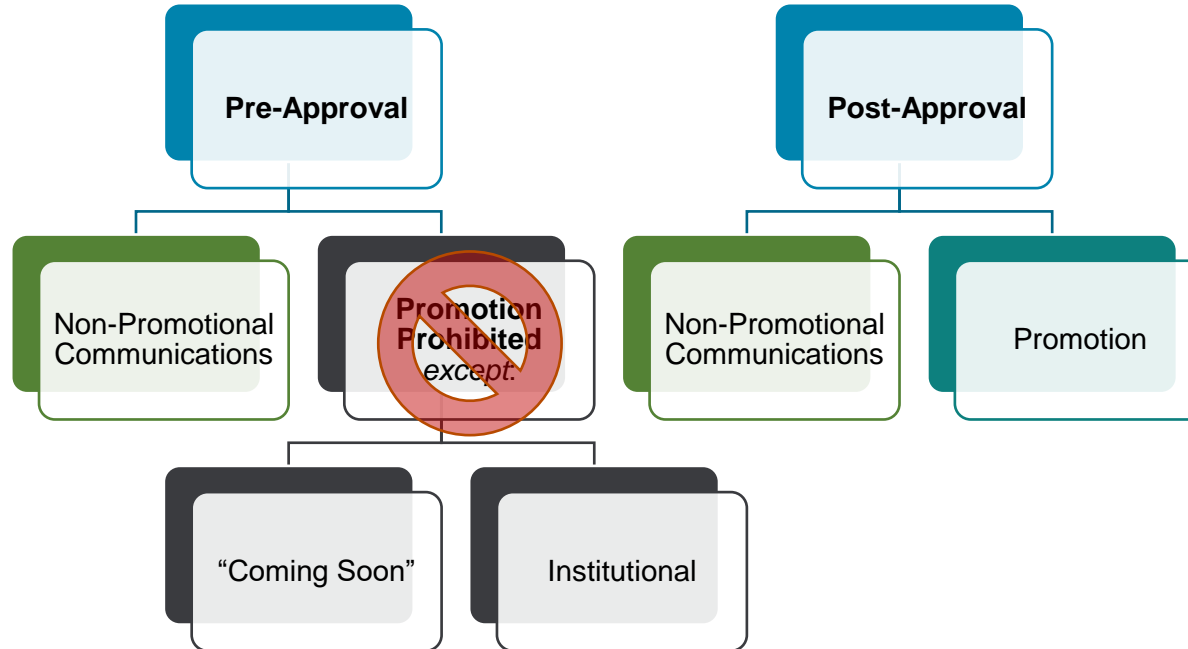 Pre-Approval
Post-Approval
Non-Promotional
Communications
Promotion
Prohibited
except:
Non-Promotional
Communications
Promotion
“Coming Soon”
Institutional